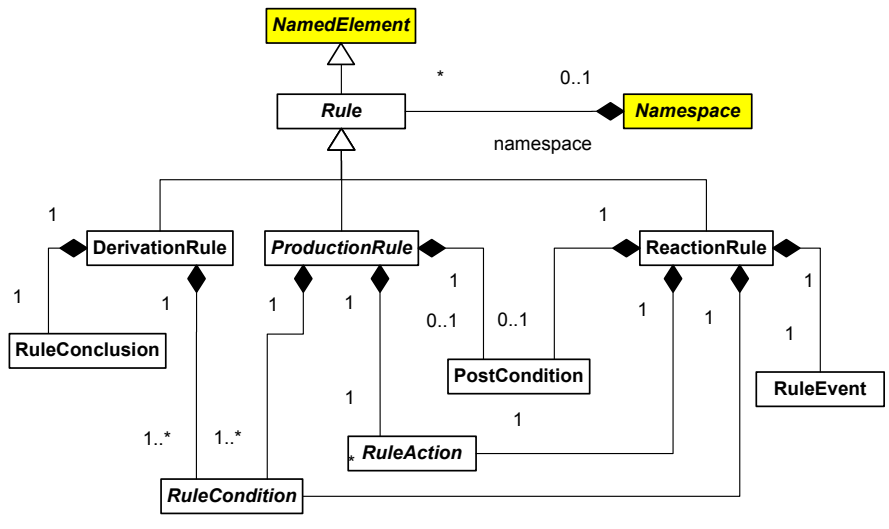 NamedElement
* 0..1
Rule
Namespace
namespace
1 1
DerivationRule
ProductionRule
ReactionRule
1 1 1 1 1 1 1 1
0..1 0..1
1
RuleConclusion
PostCondition
RuleEvent
1 1
1..* 1..*
RuleAction
*
RuleCondition